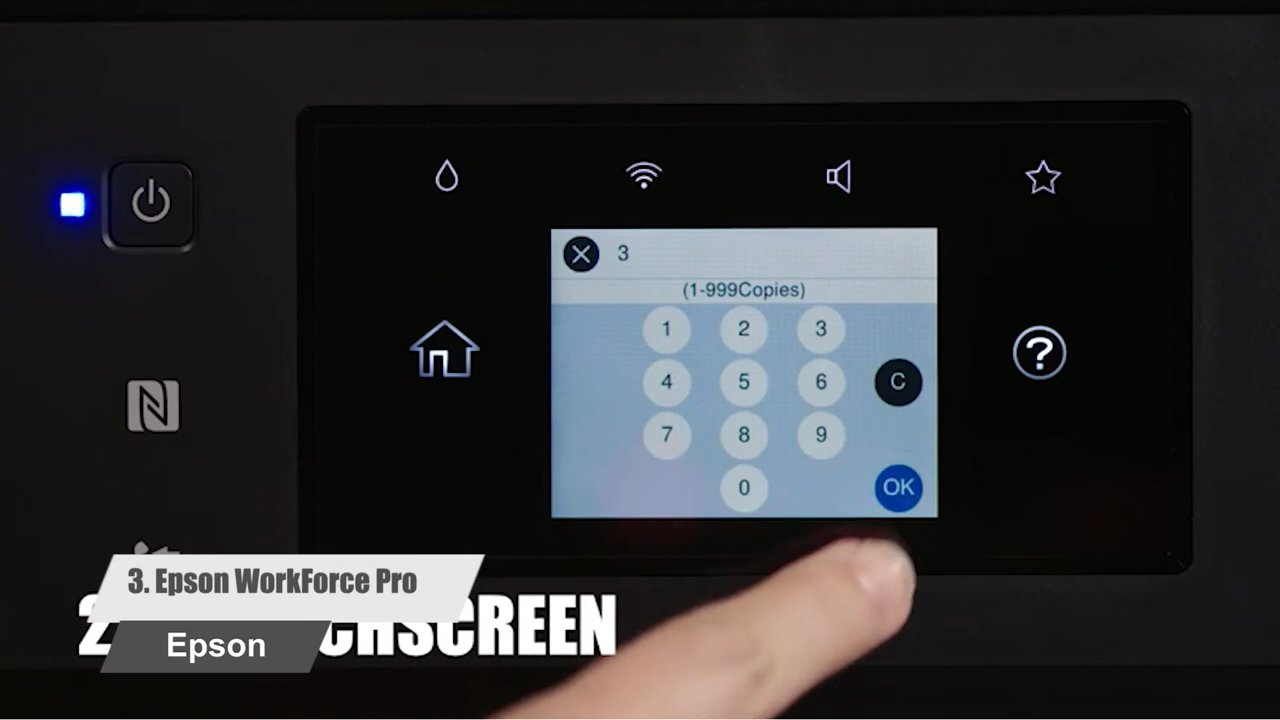 3
(1-999Copies)
1 2 3
4 5 6 C
7 8 9
0 OK
3. Epson WorkForce Pro
Epson